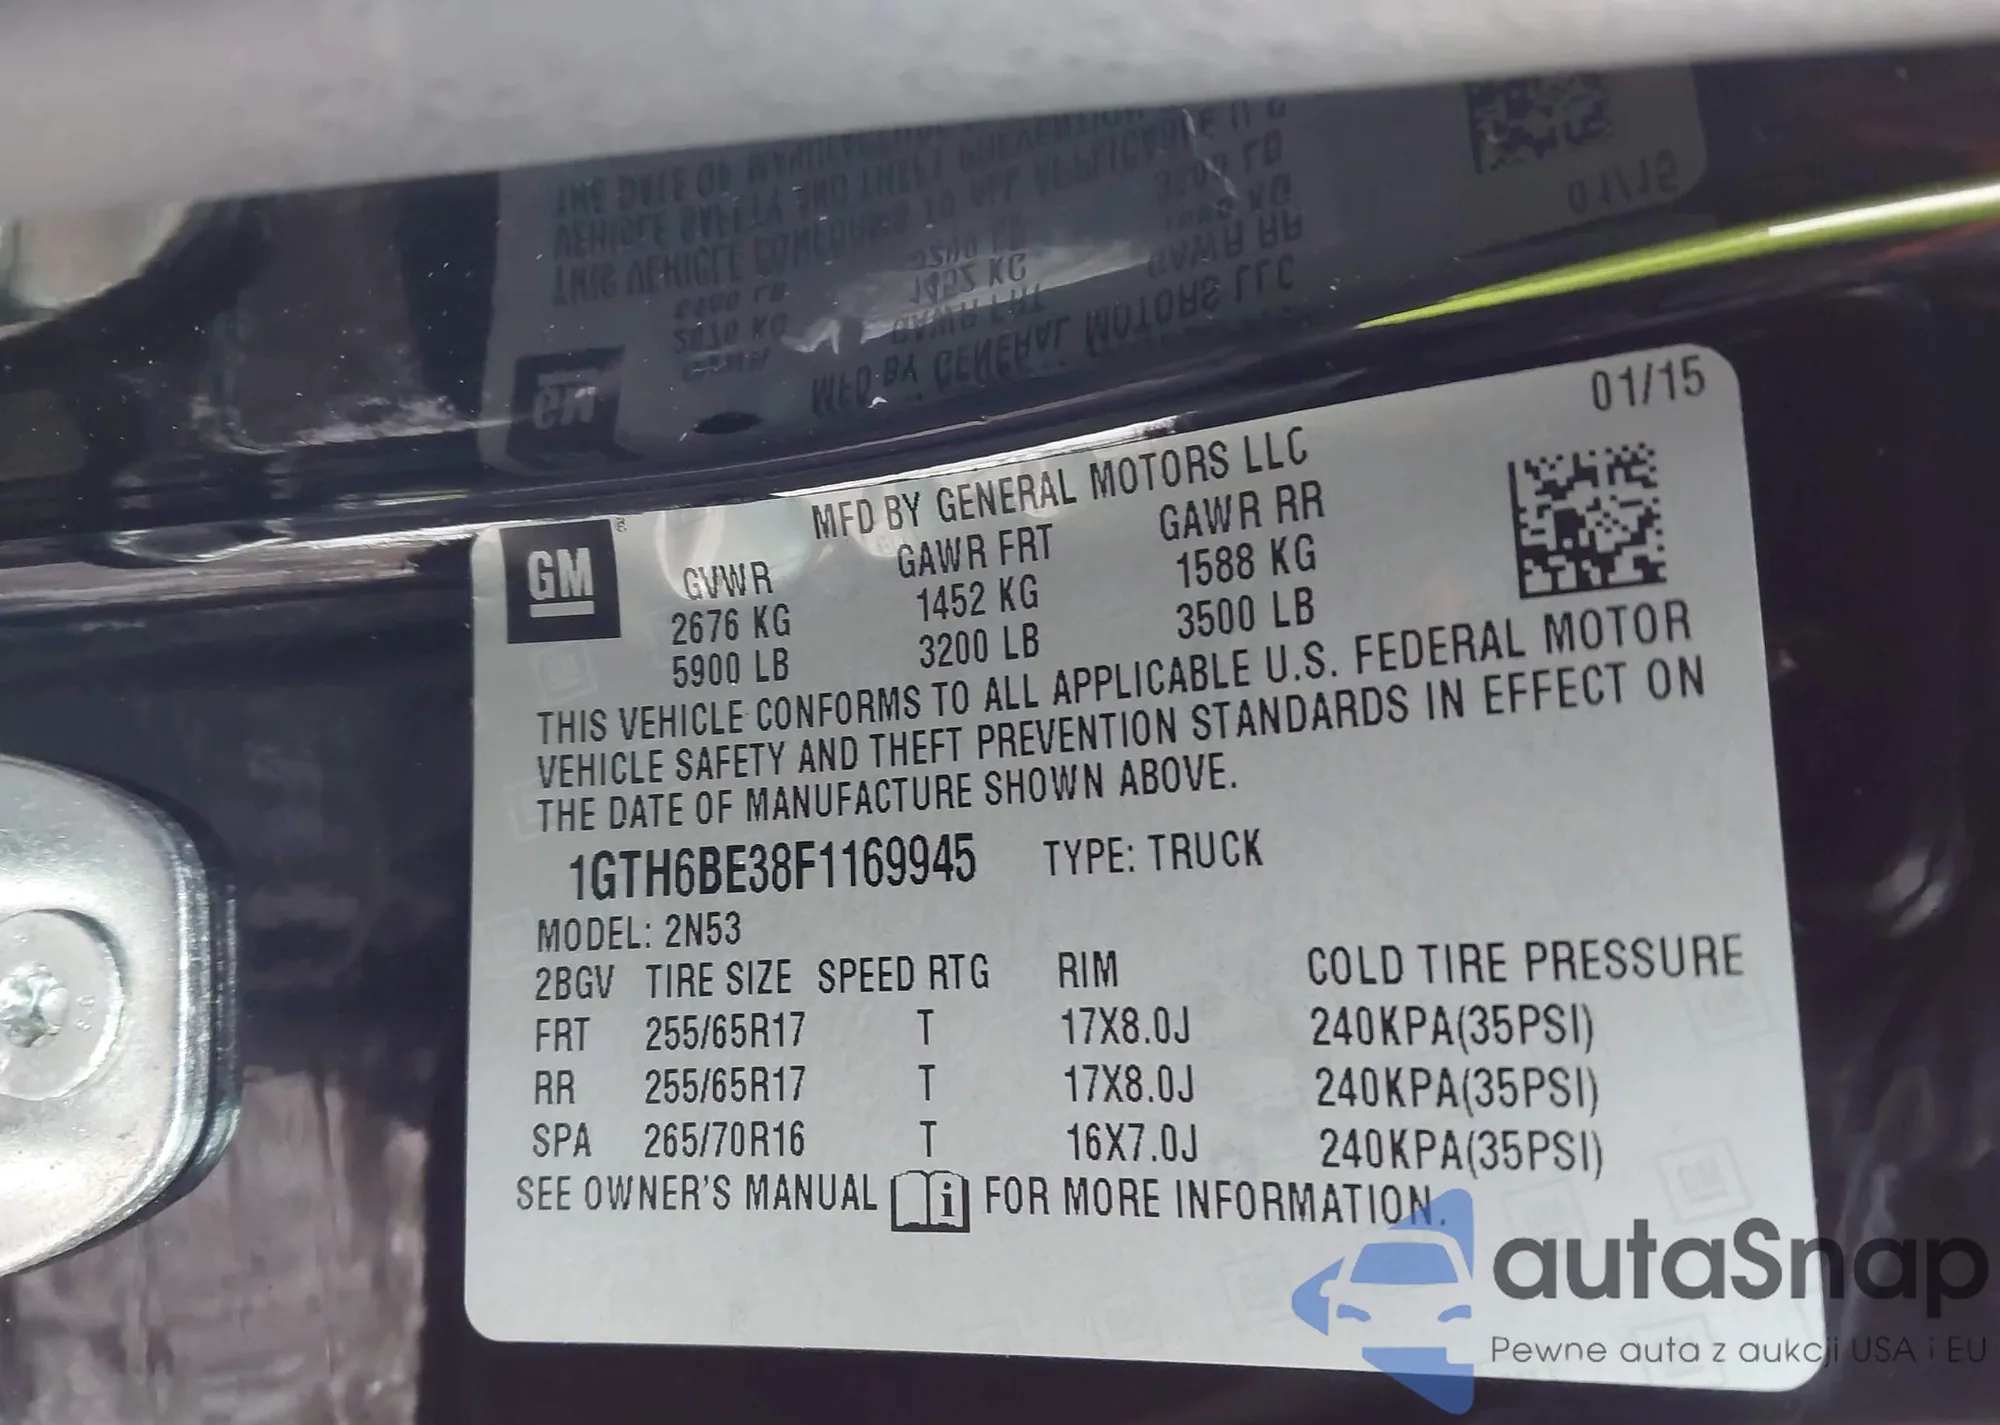 01/15
MFD BY GENERAL MOTORS LLC
GM ®
GVWR GAWR FRT GAWR RR
2676 KG 1452 KG 1588 KG
5900 LB 3200 LB 3500 LB
THIS VEHICLE CONFORMS TO ALL APPLICABLE U.S. FEDERAL MOTOR
VEHICLE SAFETY AND THEFT PREVENTION STANDARDS IN EFFECT ON
THE DATE OF MANUFACTURE SHOWN ABOVE.
1GTH6BE38F1169945 TYPE: TRUCK
MODEL: 2N53
2BGV TIRE SIZE SPEED RTG RIM COLD TIRE PRESSURE
FRT 255/65R17 T 17X8.0J 240KPA(35PSI)
RR 255/65R17 T 17X8.0J 240KPA(35PSI)
SPA 265/70R16 T 16X7.0J 240KPA(35PSI)
SEE OWNER'S MANUAL i FOR MORE INFORMATION.
autaSnap
Pewne auta z aukcji USA i EU